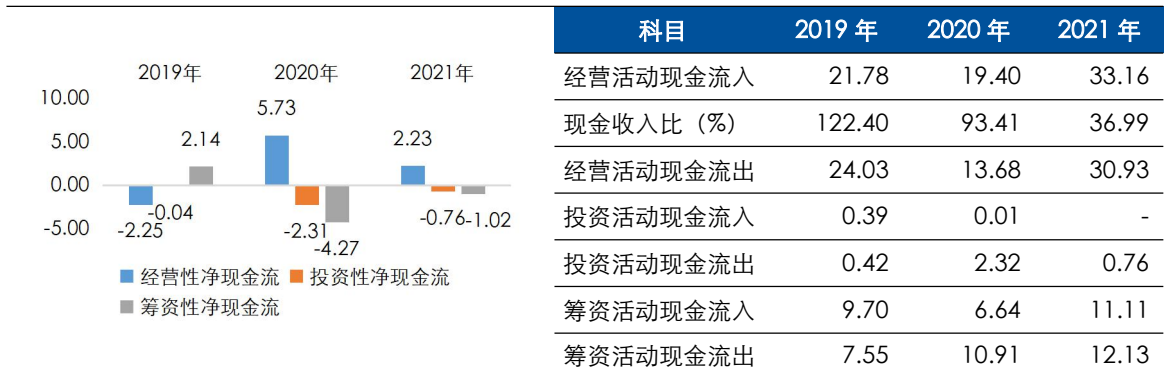 2019年 2020年 2021年
10.00
5.00
0.00
-5.00
-2.25
-0.04
2.14
5.73
-2.31
-4.27
2.23
-0.76
-1.02
经营性净现金流 投资性净现金流
筹资性净现金流
科目 2019 年 2020 年 2021 年
经营活动现金流入 21.78 19.40 33.16
现金收入比（%） 122.40 93.41 36.99
经营活动现金流出 24.03 13.68 30.93
投资活动现金流入 0.39 0.01 -
投资活动现金流出 0.42 2.32 0.76
筹资活动现金流入 9.70 6.64 11.11
筹资活动现金流出 7.55 10.91 12.13